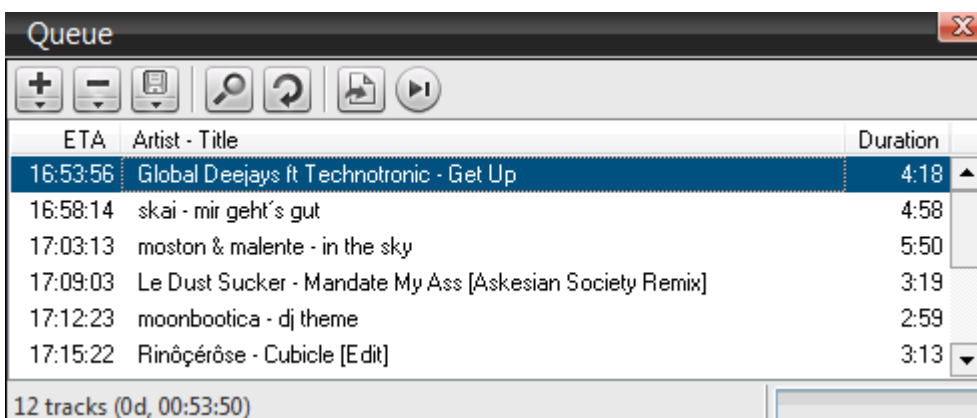 Queue
ETA Artist - Title Duration
16:53:56 Global Deejays ft Technotronic - Get Up 4:18
16:58:14 skai - mir geht´s gut 4:58
17:03:13 moston & malente - in the sky 5:50
17:09:03 Le Dust Sucker - Mandate My Ass [Askesian Society Remix] 3:19
17:12:23 moonbootica - dj theme 2:59
17:15:22 Rinôçérôse - Cubicle [Edit] 3:13
12 tracks (0d, 00:53:50)